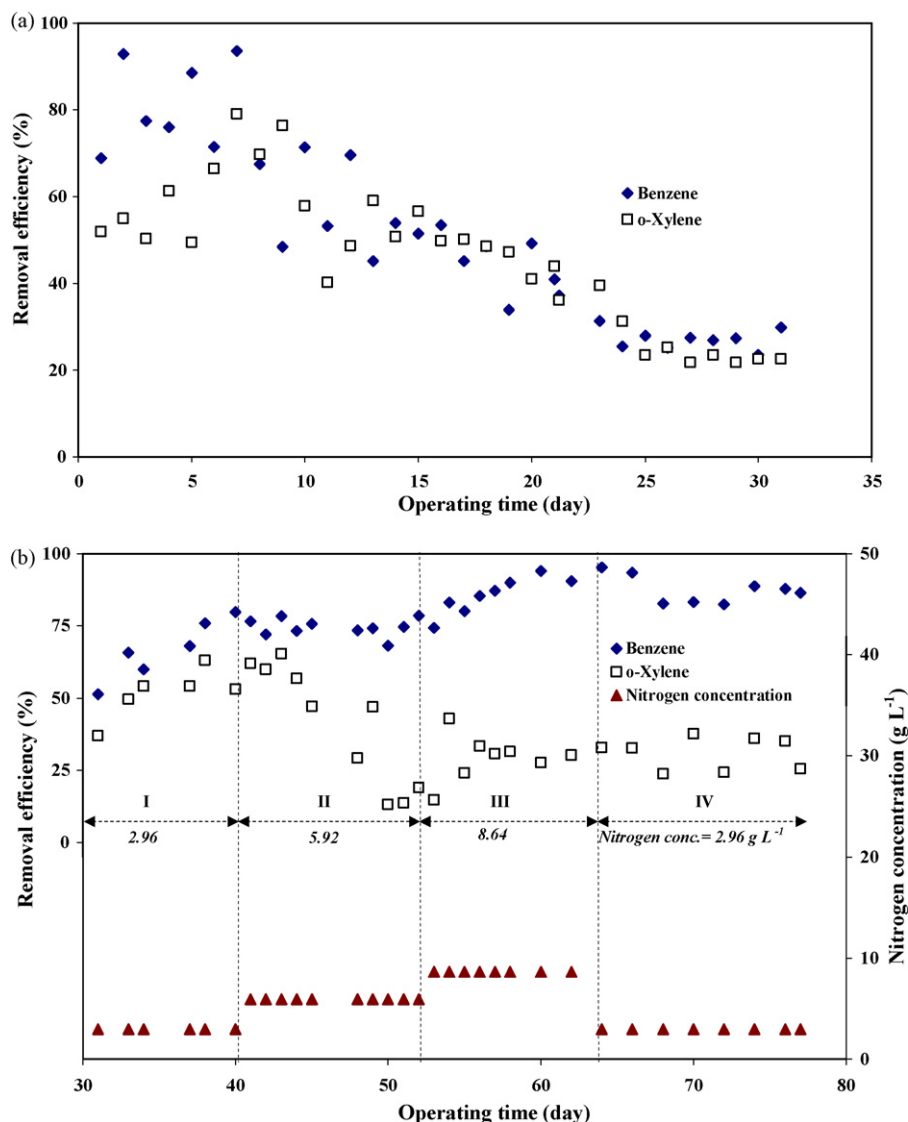 (a)
100
80
60
40
20
0
Removal efficiency (%)
Benzene
o-Xylene
0 5 10 15 20 25 30 35
Operating time (day)
(b)
100
75
50
25
0
Removal efficiency (%)
50
40
30
20
10
0
Nitrogen concentration (g L⁻¹)
Benzene
o-Xylene
Nitrogen concentration
I II III IV
2.96 5.92 8.64 Nitrogen conc.= 2.96 g L⁻¹
30 40 50 60 70 80
Operating time (day)